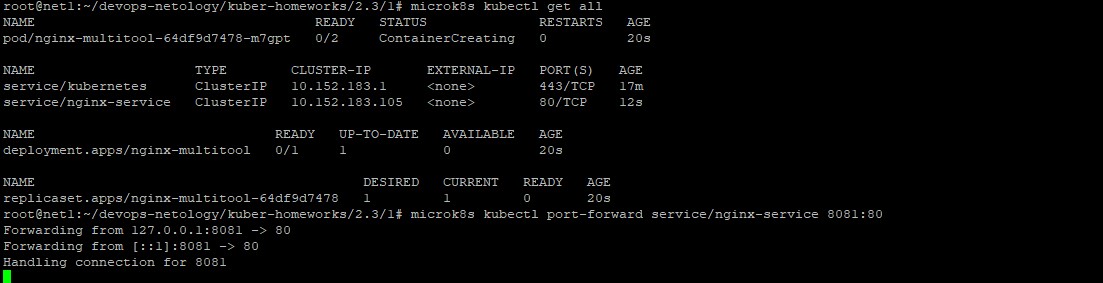 root@net1:~/devops-netology/kuber-homeworks/2.3/1# microk8s kubectl get all
NAME READY STATUS RESTARTS AGE
pod/nginx-multitool-64df9d7478-m7gpt 0/2 ContainerCreating 0 20s
NAME TYPE CLUSTER-IP EXTERNAL-IP PORT(S) AGE
service/kubernetes ClusterIP 10.152.183.1 <none> 443/TCP 17m
service/nginx-service ClusterIP 10.152.183.105 <none> 80/TCP 12s
NAME READY UP-TO-DATE AVAILABLE AGE
deployment.apps/nginx-multitool 0/1 1 0 20s
NAME DESIRED CURRENT READY AGE
replicaset.apps/nginx-multitool-64df9d7478 1 1 0 20s
root@net1:~/devops-netology/kuber-homeworks/2.3/1# microk8s kubectl port-forward service/nginx-service 8081:80
Forwarding from 127.0.0.1:8081 -> 80
Forwarding from [::1]:8081 -> 80
Handling connection for 8081